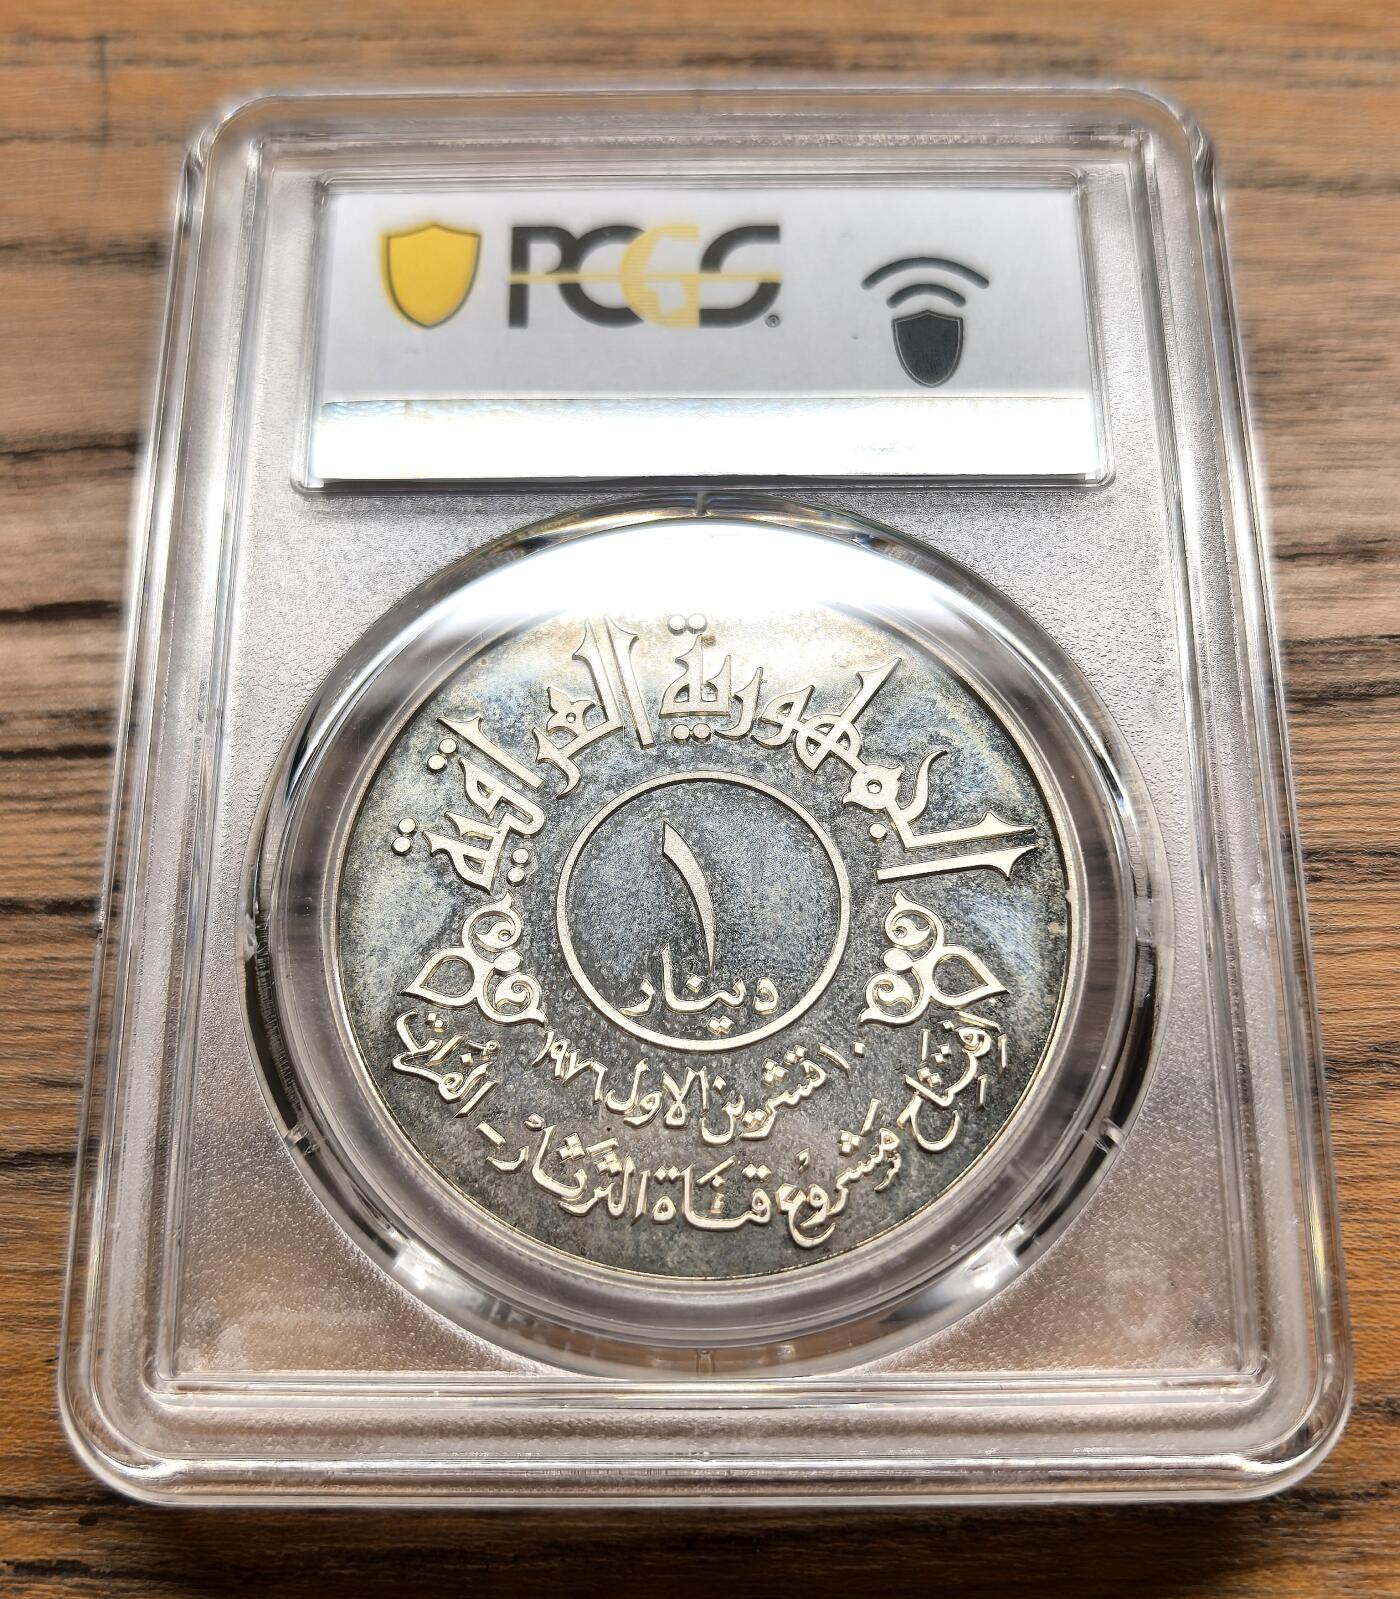 PCGS®
الجمهورية العراقية
١
دينار
١٠ تشرين الاول ١٩٧٦
افتتاح مشروع قناة الثرثار - الفرات